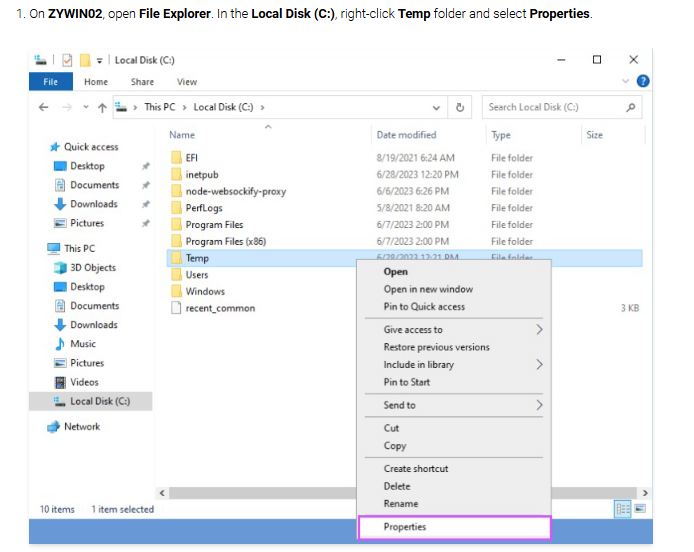 1. On ZYWIN02, open File Explorer. In the Local Disk (C:), right-click Temp folder and select Properties.
Local Disk (C:)
File Home Share View
This PC > Local Disk (C:) >
Search Local Disk (C:)
Name Date modified Type Size
Quick access
Desktop
Documents
Downloads
Pictures
This PC
3D Objects
Desktop
Documents
Downloads
Music
Pictures
Videos
Local Disk (C:)
Network
EFI 8/19/2021 6:24 AM File folder
inetpub 6/28/2023 12:20 PM File folder
node-websockify-proxy 6/6/2023 6:26 PM File folder
PerfLogs 5/8/2021 8:20 AM File folder
Program Files 6/7/2023 2:00 PM File folder
Program Files (x86) 6/7/2023 2:00 PM File folder
Temp 6/28/2023 12:21 PM File folder
Users
Windows
recent_common 3 KB
Open
Open in new window
Pin to Quick access
Give access to
Restore previous versions
Include in library
Pin to Start
Send to
Cut
Copy
Create shortcut
Delete
Rename
Properties
10 items 1 item selected